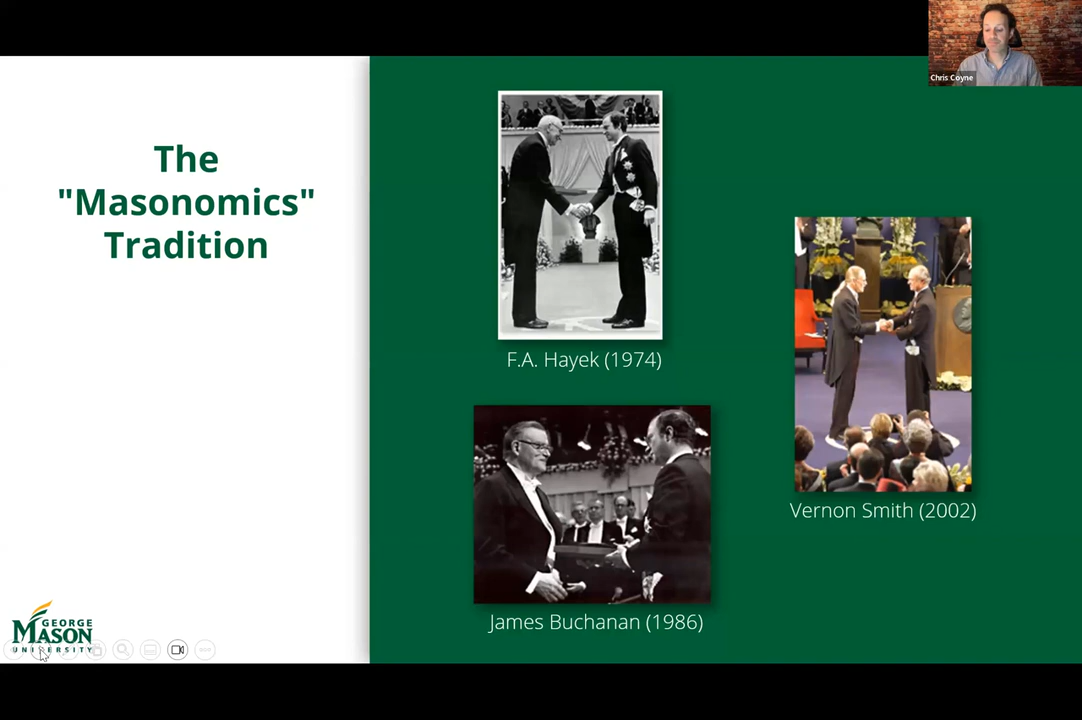 Chris Coyne
The
"Masonomics"
Tradition
F.A. Hayek (1974)
Vernon Smith (2002)
James Buchanan (1986)
GEORGE
MASON
UNIVERSITY